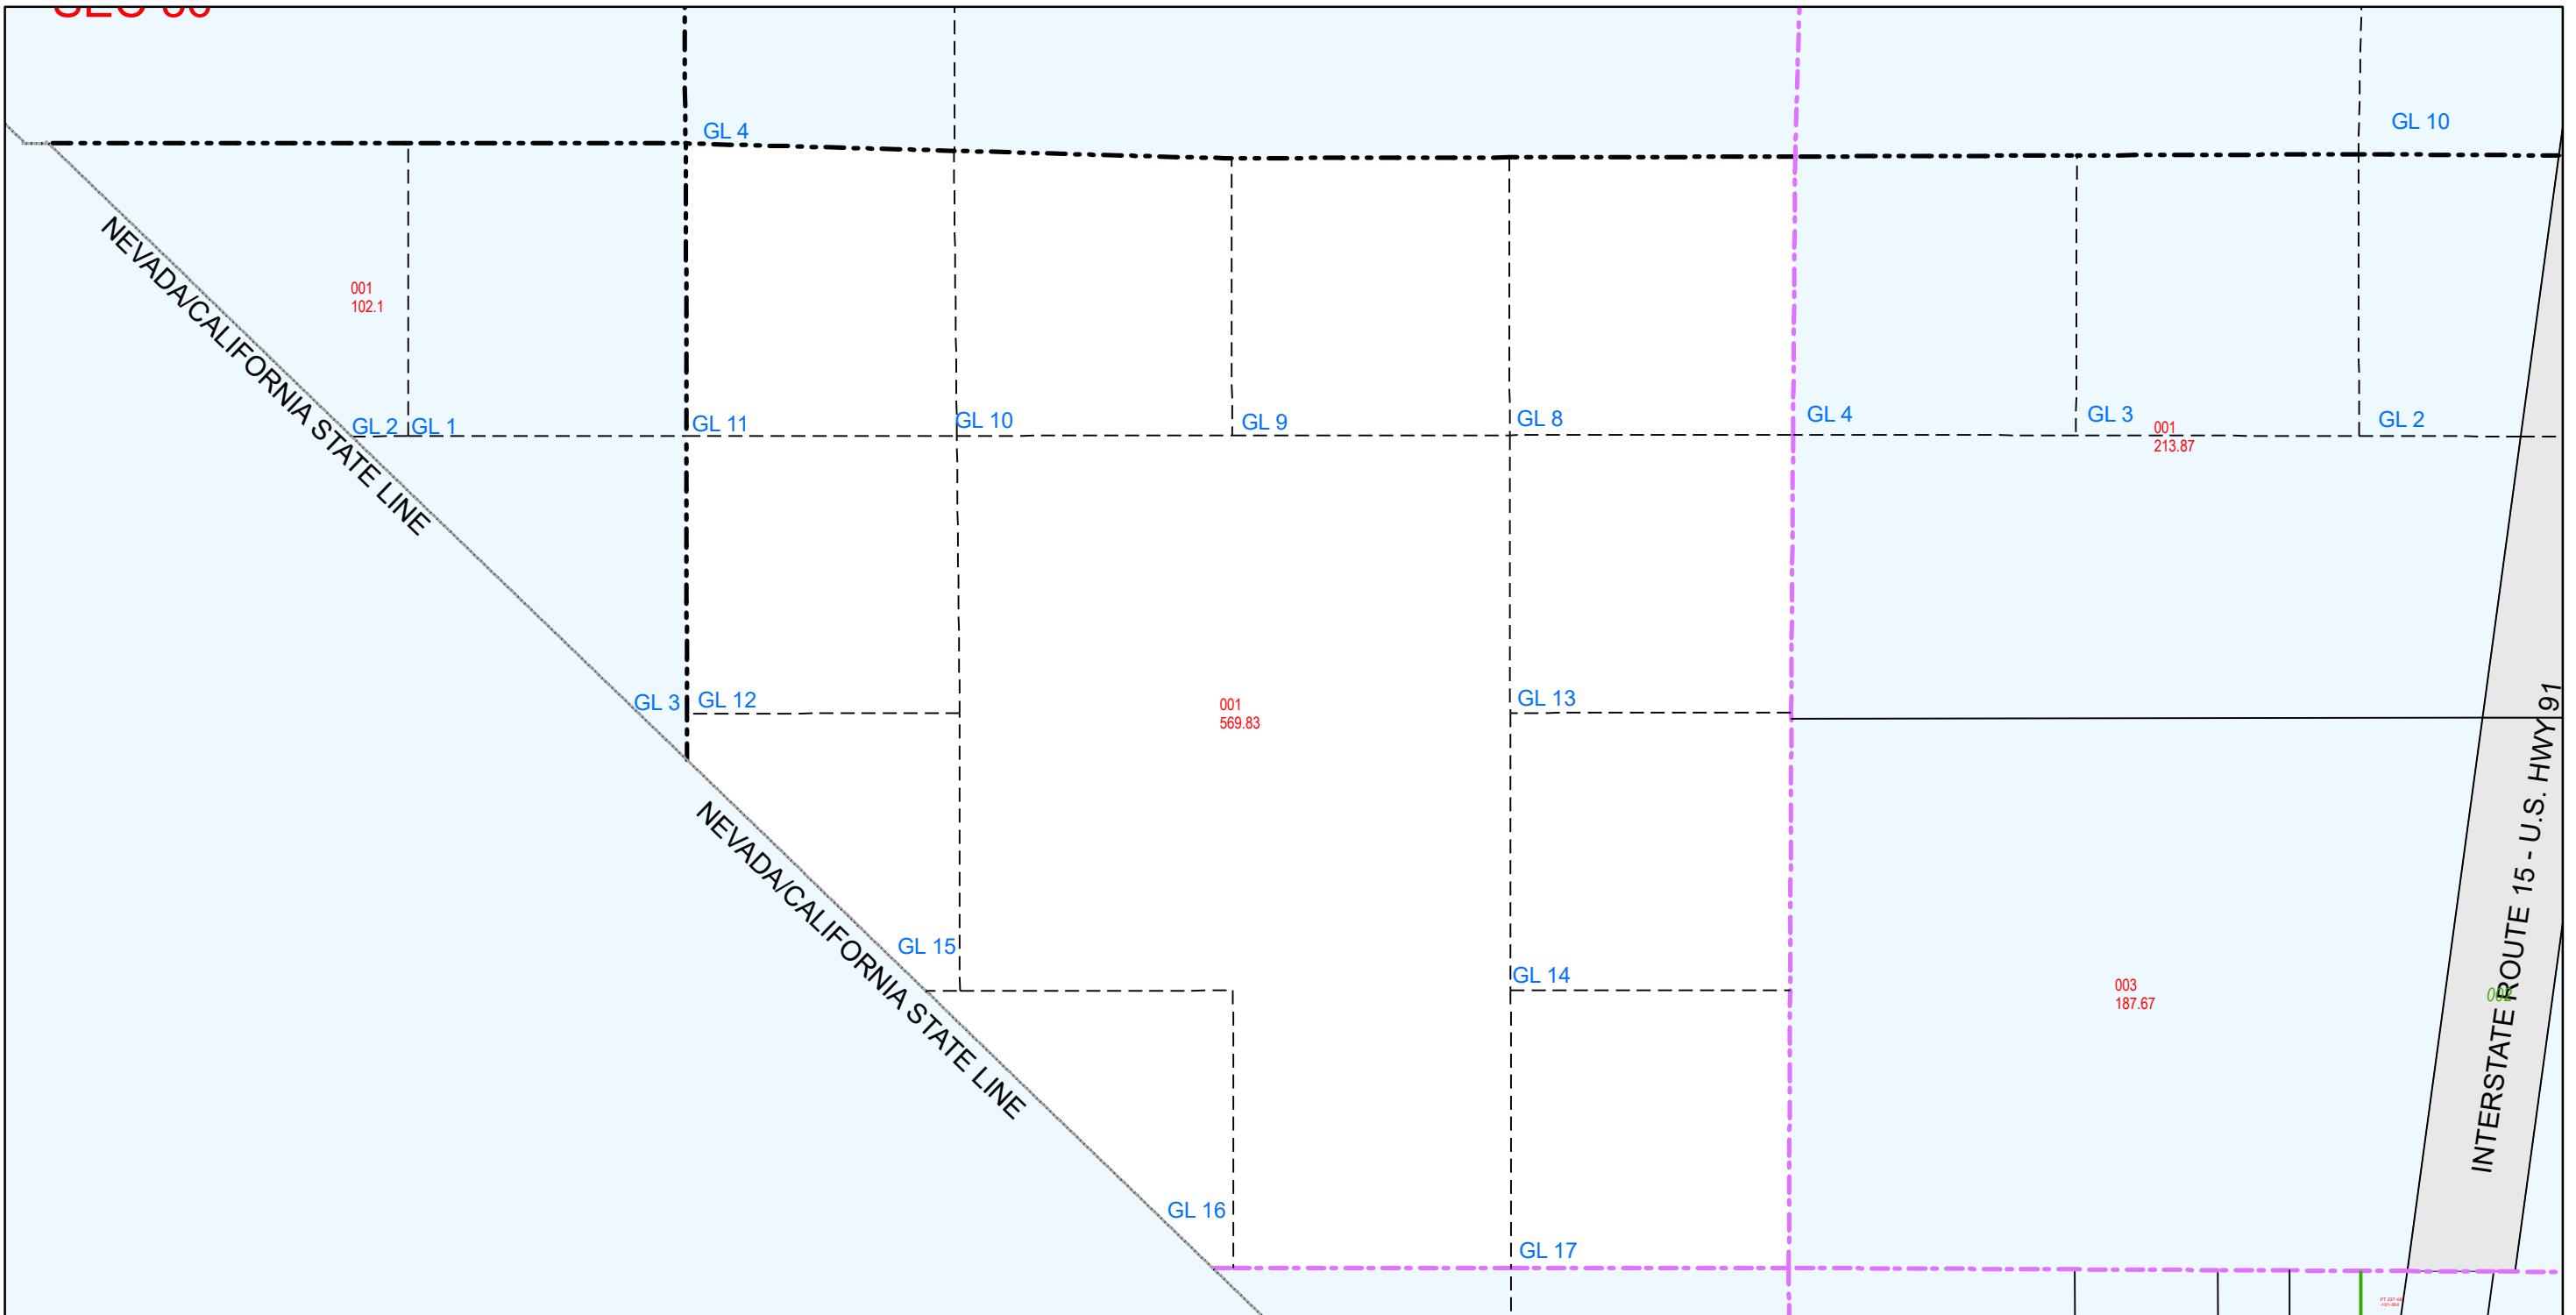 GL 4
GL 10
NEVADA/CALIFORNIA STATE LINE
001
102.1
GL 2
GL 1
GL 11
GL 10
GL 9
GL 8
GL 4
GL 3
GL 2
001
213.87
GL 3
GL 12
001
569.83
GL 13
INTERSTATE ROUTE 15 - U.S. HWY 91
NEVADA/CALIFORNIA STATE LINE
GL 15
GL 14
003
187.67
002
GL 16
GL 17